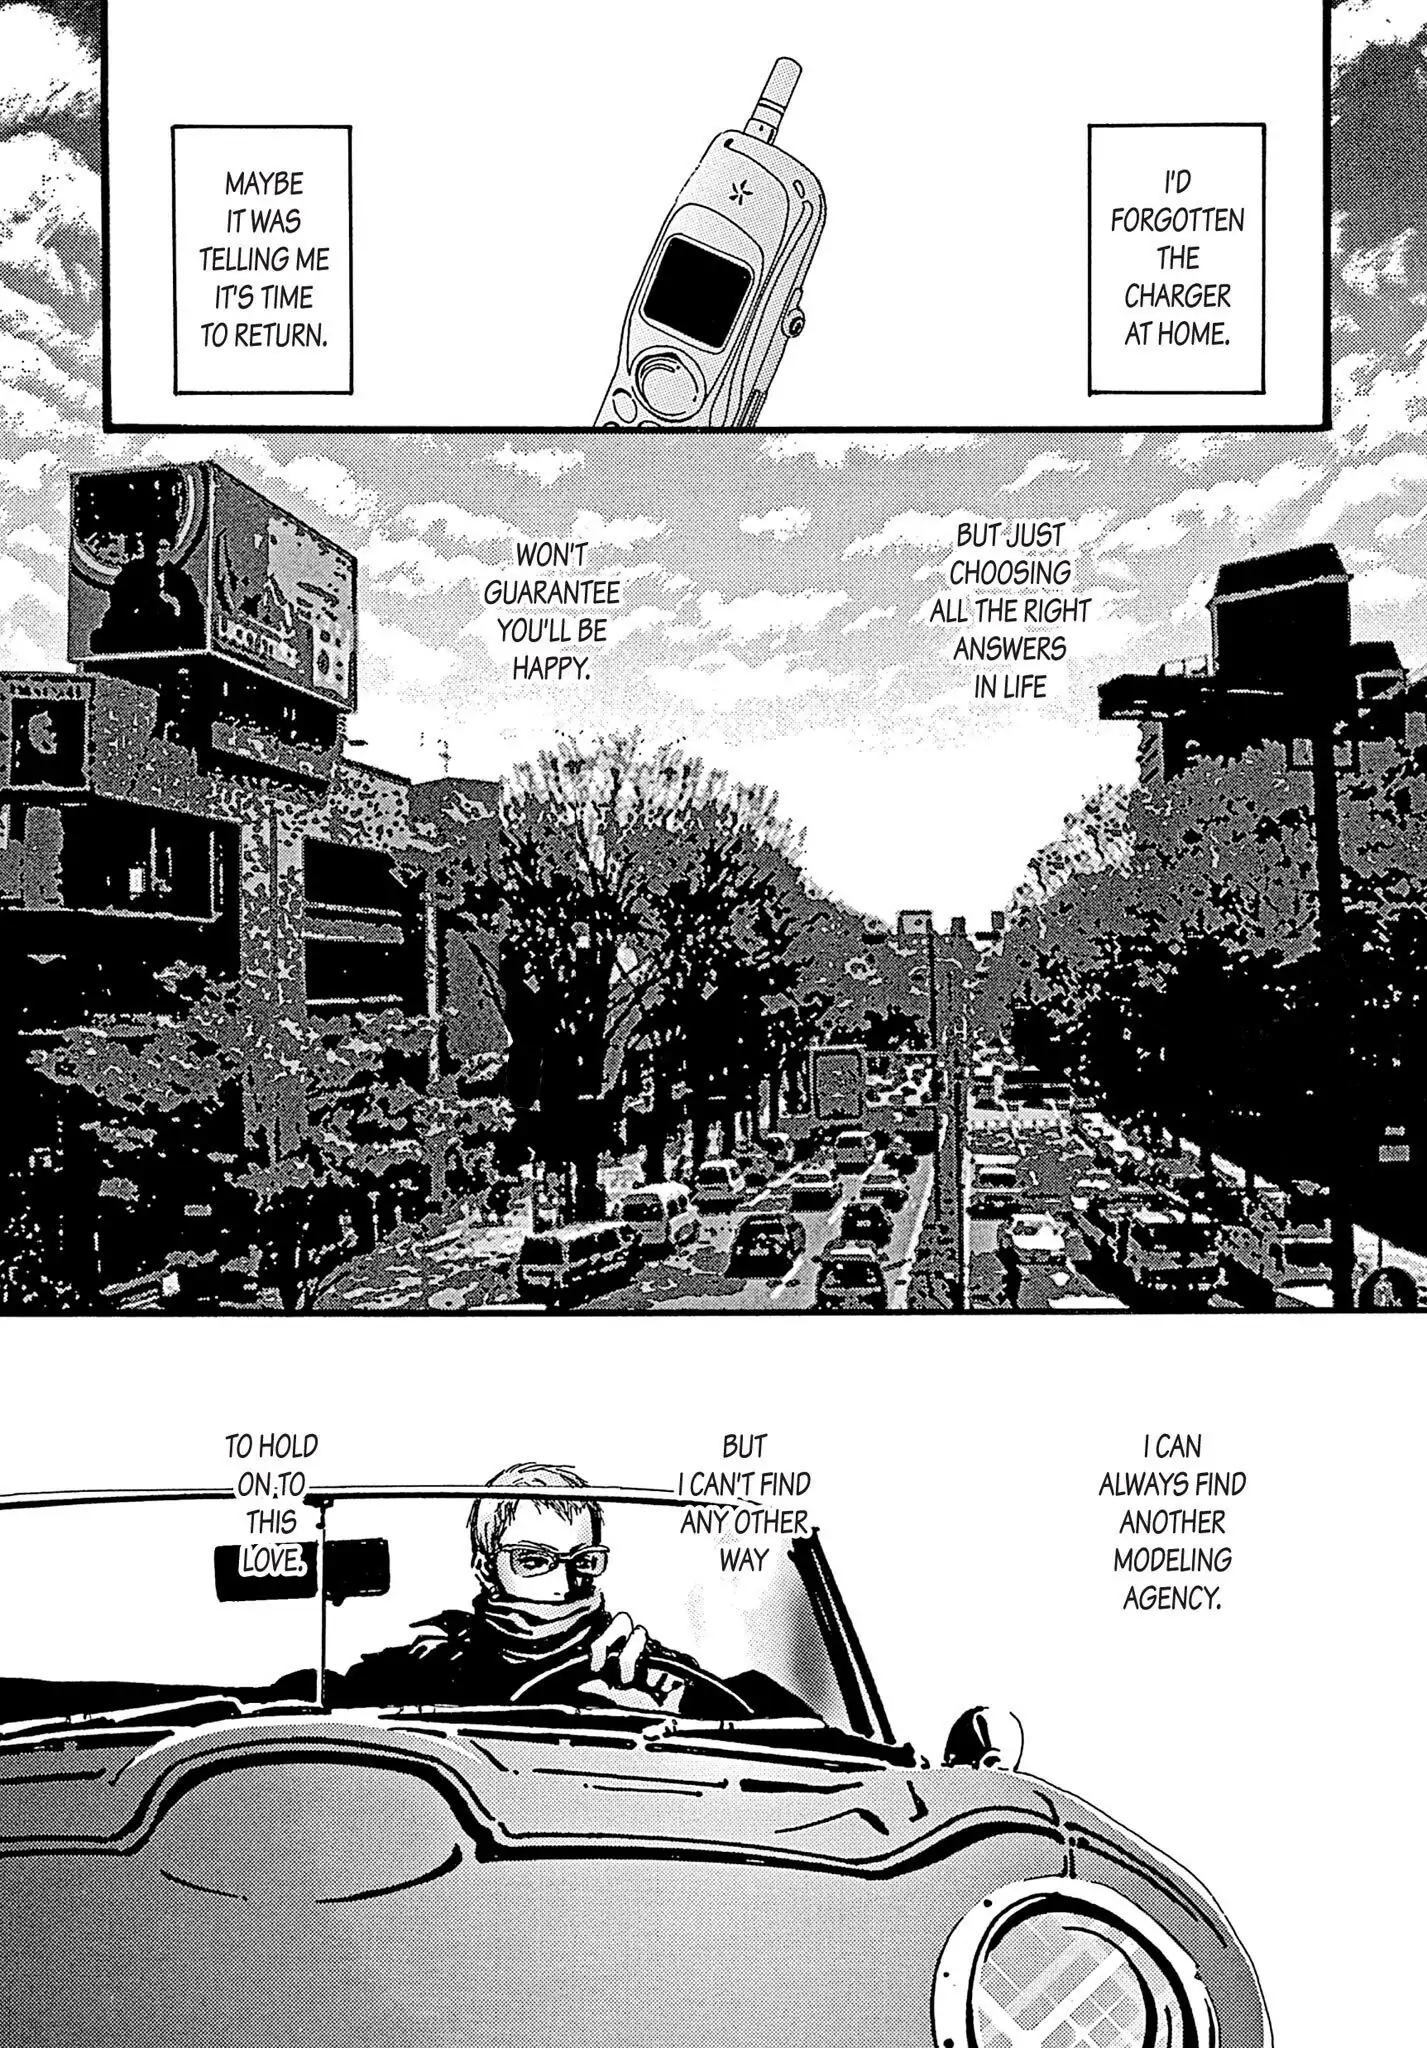 I'D
FORGOTTEN
THE
CHARGER
AT HOME.
MAYBE
IT WAS
TELLING ME
IT'S TIME
TO RETURN.
BUT JUST
CHOOSING
ALL THE RIGHT
ANSWERS
IN LIFE
WON'T
GUARANTEE
YOU'LL BE
HAPPY.
I CAN
ALWAYS FIND
ANOTHER
MODELING
AGENCY.
BUT
I CAN'T FIND
ANY OTHER
WAY
TO HOLD
ON TO
THIS
LOVE.